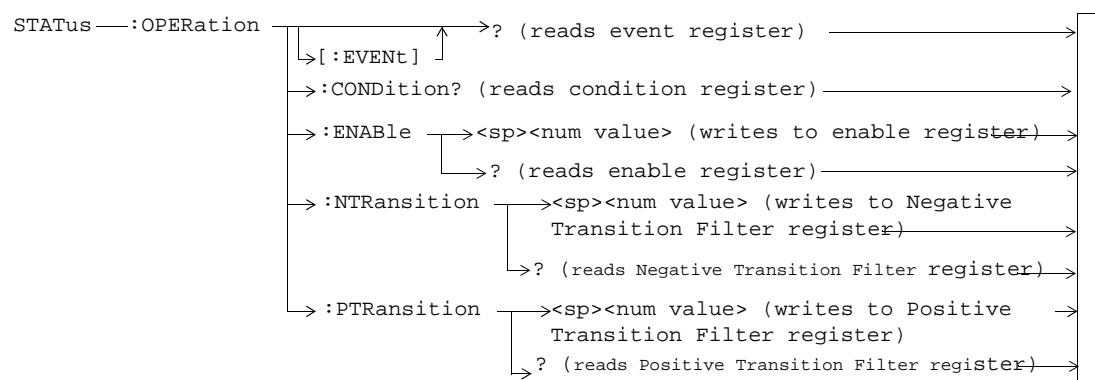 STATus :OPERation ? (reads event register)
[:EVENt]
:CONDition? (reads condition register)
:ENABle <sp><num value> (writes to enable register)
? (reads enable register)
:NTRansition <sp><num value> (writes to Negative
Transition Filter register)
? (reads Negative Transition Filter register)
:PTRansition <sp><num value> (writes to Positive
Transition Filter register)
? (reads Positive Transition Filter register)